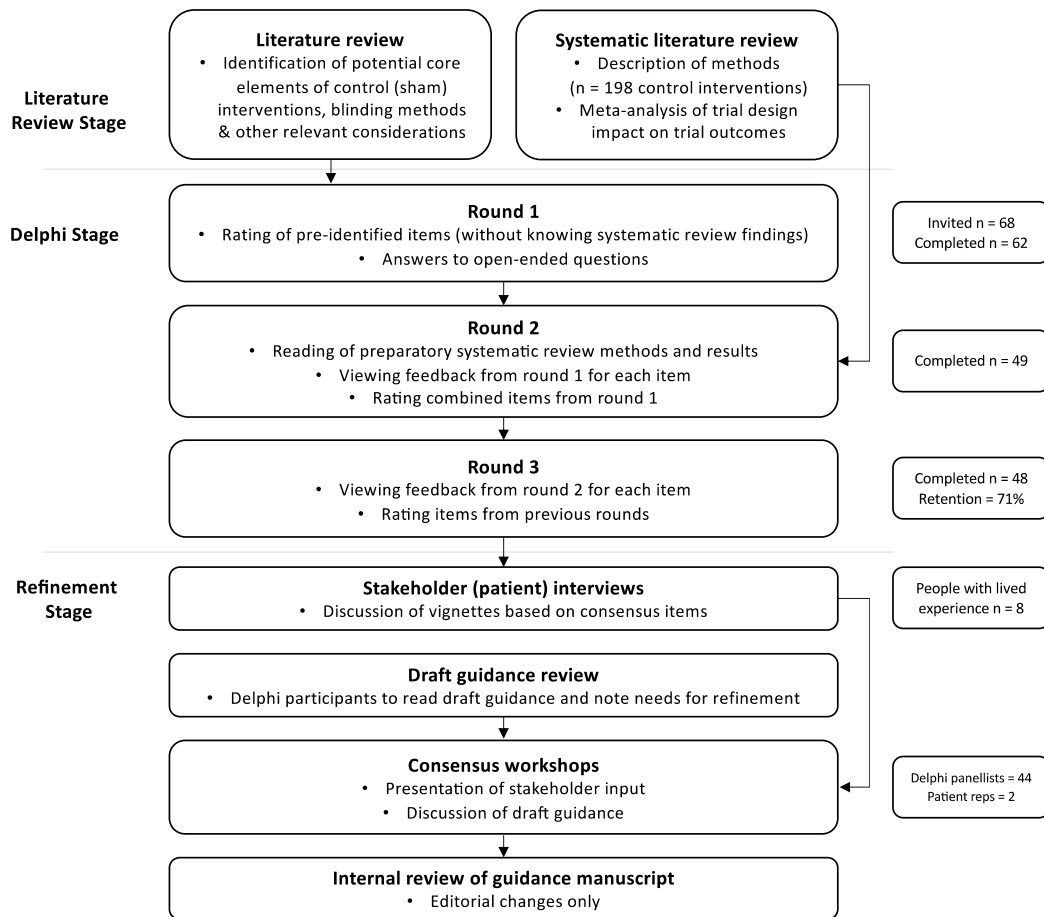 Literature review
• Identification of potential core
elements of control (sham)
interventions, blinding methods
& other relevant considerations
Systematic literature review
• Description of methods
(n = 198 control interventions)
• Meta-analysis of trial design
impact on trial outcomes
Literature
Review Stage
Delphi Stage
Round 1
• Rating of pre-identified items (without knowing systematic review findings)
• Answers to open-ended questions
Invited n = 68
Completed n = 62
Round 2
• Reading of preparatory systematic review methods and results
• Viewing feedback from round 1 for each item
• Rating combined items from round 1
Completed n = 49
Round 3
• Viewing feedback from round 2 for each item
• Rating items from previous rounds
Completed n = 48
Retention = 71%
Refinement
Stage
Stakeholder (patient) interviews
• Discussion of vignettes based on consensus items
People with lived
experience n = 8
Draft guidance review
• Delphi participants to read draft guidance and note needs for refinement
Consensus workshops
• Presentation of stakeholder input
• Discussion of draft guidance
Delphi panellists = 44
Patient reps = 2
Internal review of guidance manuscript
• Editorial changes only